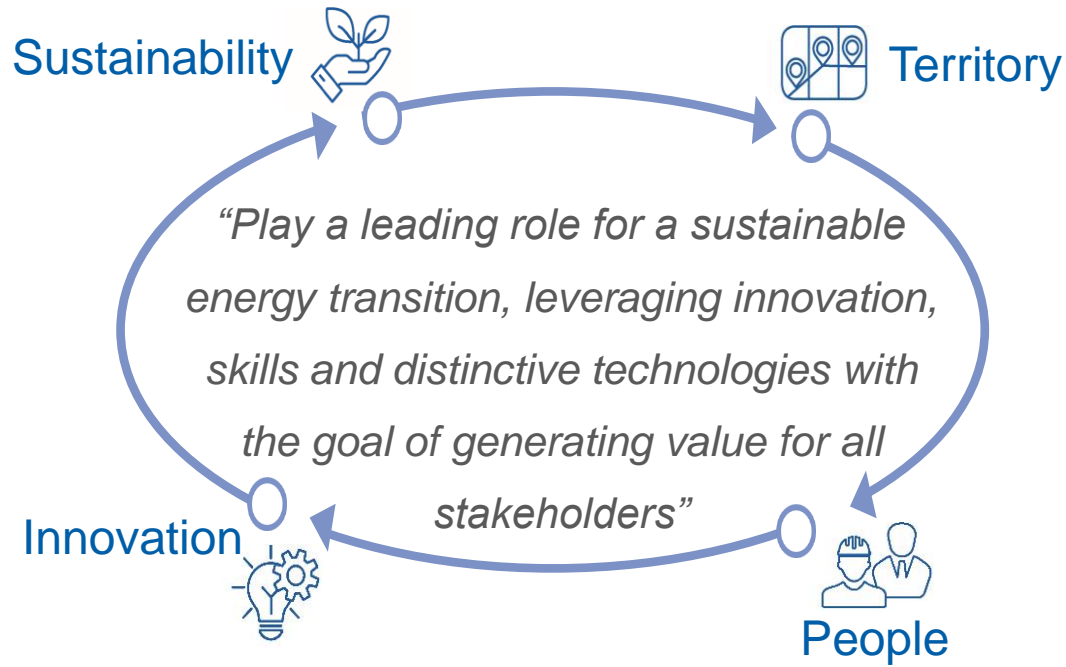 Sustainability
Territory
“Play a leading role for a sustainable
energy transition, leveraging innovation,
skills and distinctive technologies with
the goal of generating value for all
stakeholders”
Innovation
People